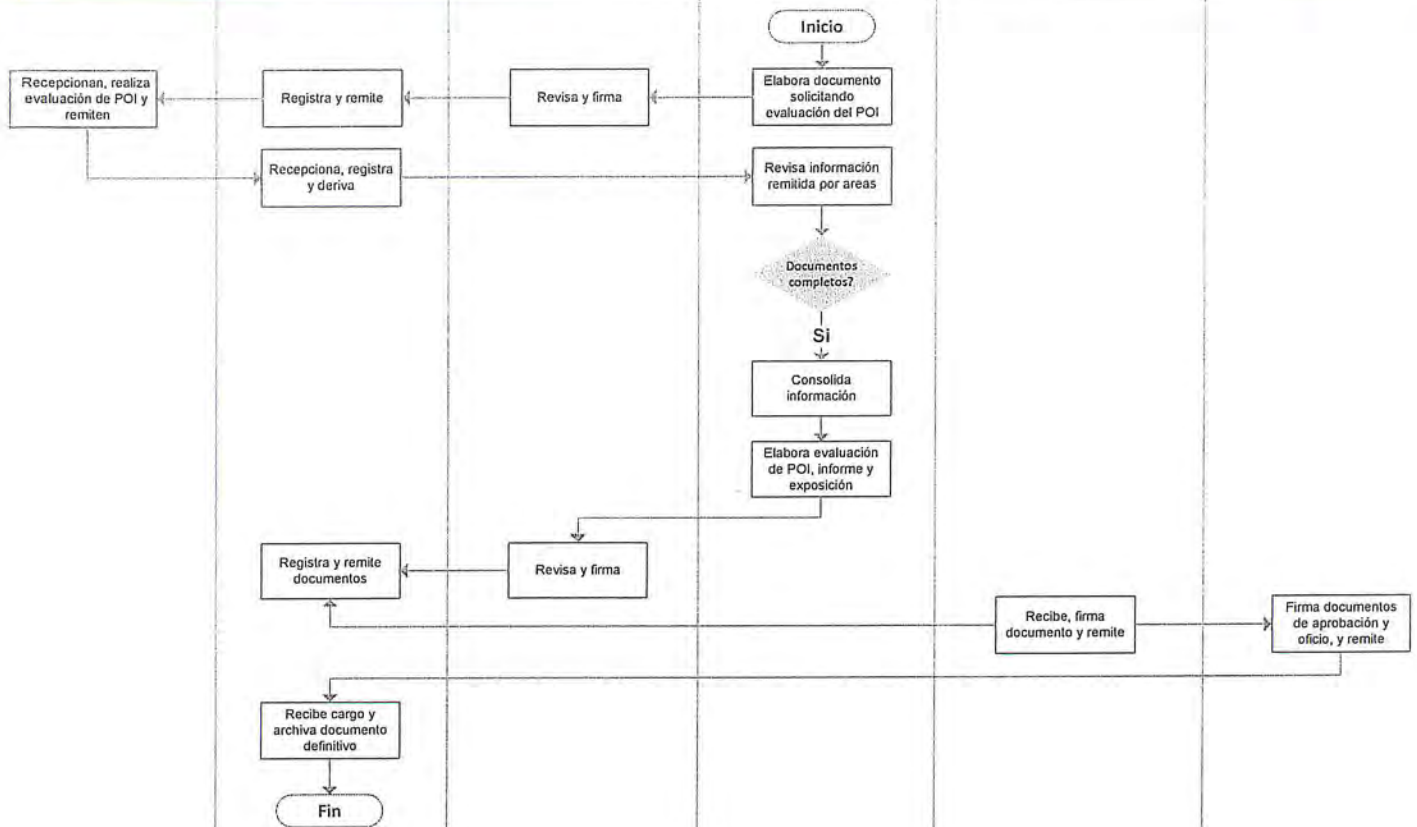 Inicio
Recepcionan, realiza
evaluación de POI y
remiten
Registra y remite
Revisa y firma
Elabora documento
solicitando
evaluación del POI
Recepciona, registra
y deriva
Revisa información
remitida por areas
Documentos
completos?
Si
Consolida
información
Elabora evaluación
de POI, informe y
exposición
Registra y remite
documentos
Revisa y firma
Recibe, firma
documento y remite
Firma documentos
de aprobación y
oficio, y remite
Recibe cargo y
archiva documento
definitivo
Fin